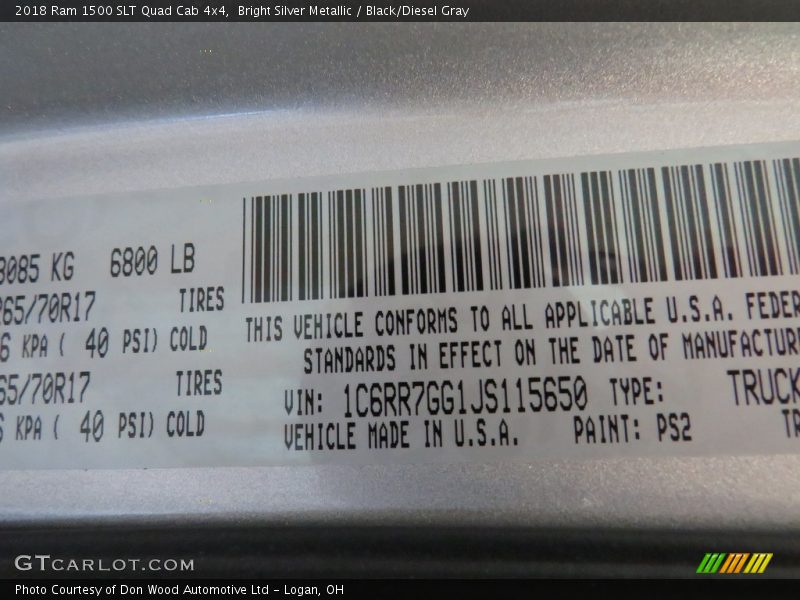 2018 Ram 1500 SLT Quad Cab 4x4,  Bright Silver Metallic / Black/Diesel Gray
3085 KG 6800 LB
265/70R17 TIRES
6 KPA ( 40 PSI) COLD
65/70R17 TIRES
6 KPA ( 40 PSI) COLD
THIS VEHICLE CONFORMS TO ALL APPLICABLE U.S.A. FEDER
STANDARDS IN EFFECT ON THE DATE OF MANUFACTUR
VIN: 1C6RR7GG1JS115650 TYPE: TRUCK
VEHICLE MADE IN U.S.A. PAINT: PS2 TR
GTCARLOT.COM
Photo Courtesy of Don Wood Automotive Ltd - Logan, OH